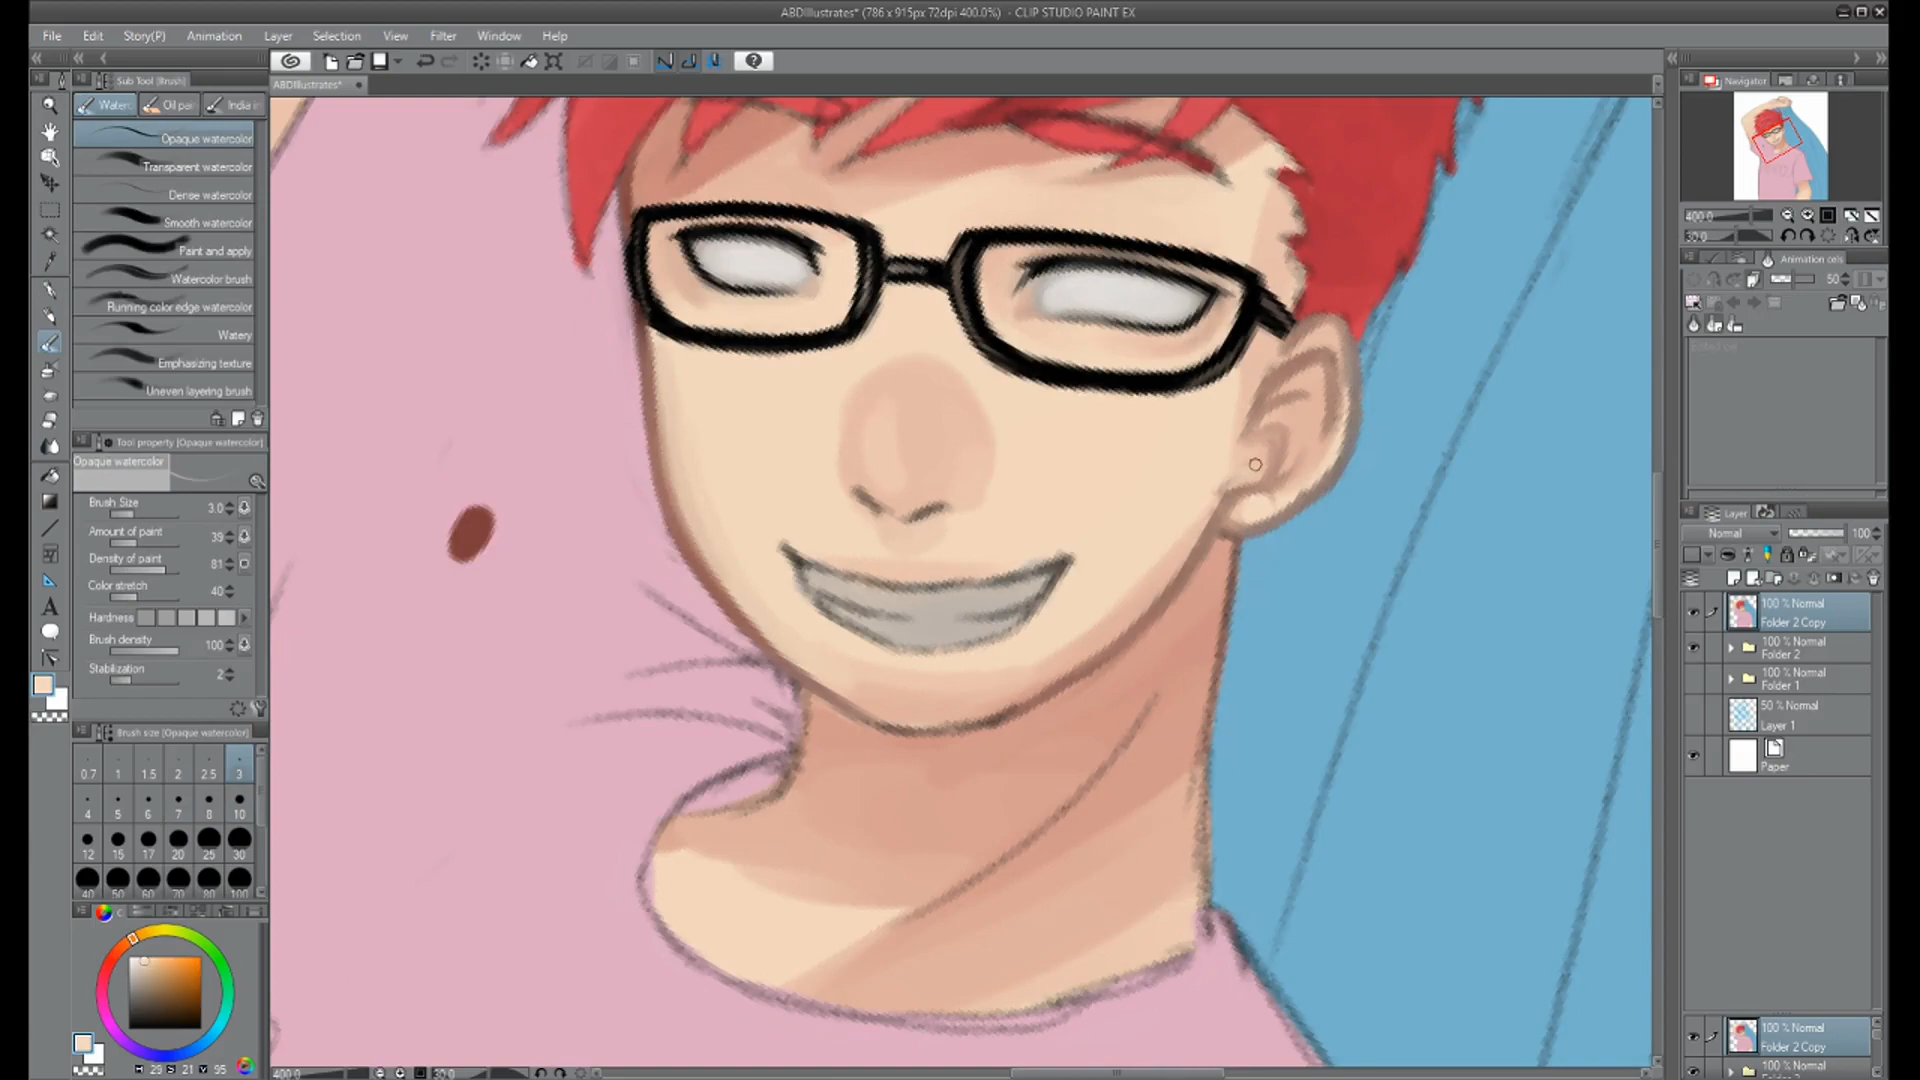 ABDIllustrates* (786 x 915px 72dpi 400.0%) - CLIP STUDIO PAINT EX
File Edit Story(P) Animation Layer Selection View Filter Window Help
Sub Tool [Brush]
ABDIllustrates*
Navigator
Opaque watercolor
Transparent watercolor
Dense watercolor
Smooth watercolor
Paint and apply
Watercolor brush
Running color edge watercolor
Watery
Emphasizing texture
Uneven layering brush
Tool property [Opaque watercolor]
Opaque watercolor
Brush Size 3.0
Amount of paint 39
Density of paint 81
Color stretch 40
Hardness
Brush density 100
Stabilization 2
Brush size [Opaque watercolor]
0.7 1 1.5 2 2.5 3
4 5 6 7 8 10
12 15 17 20 25 30
40 50 60 70 80 100
H 29 S 21 V 95
400.0 30.0
400.0
30.0
Animation cels
50
Layer
Normal 100
100 % Normal
Folder 2 Copy
100 % Normal
Folder 2
100 % Normal
Folder 1
50 % Normal
Layer 1
Paper
100 % Normal
Folder 2 Copy
100 % Normal